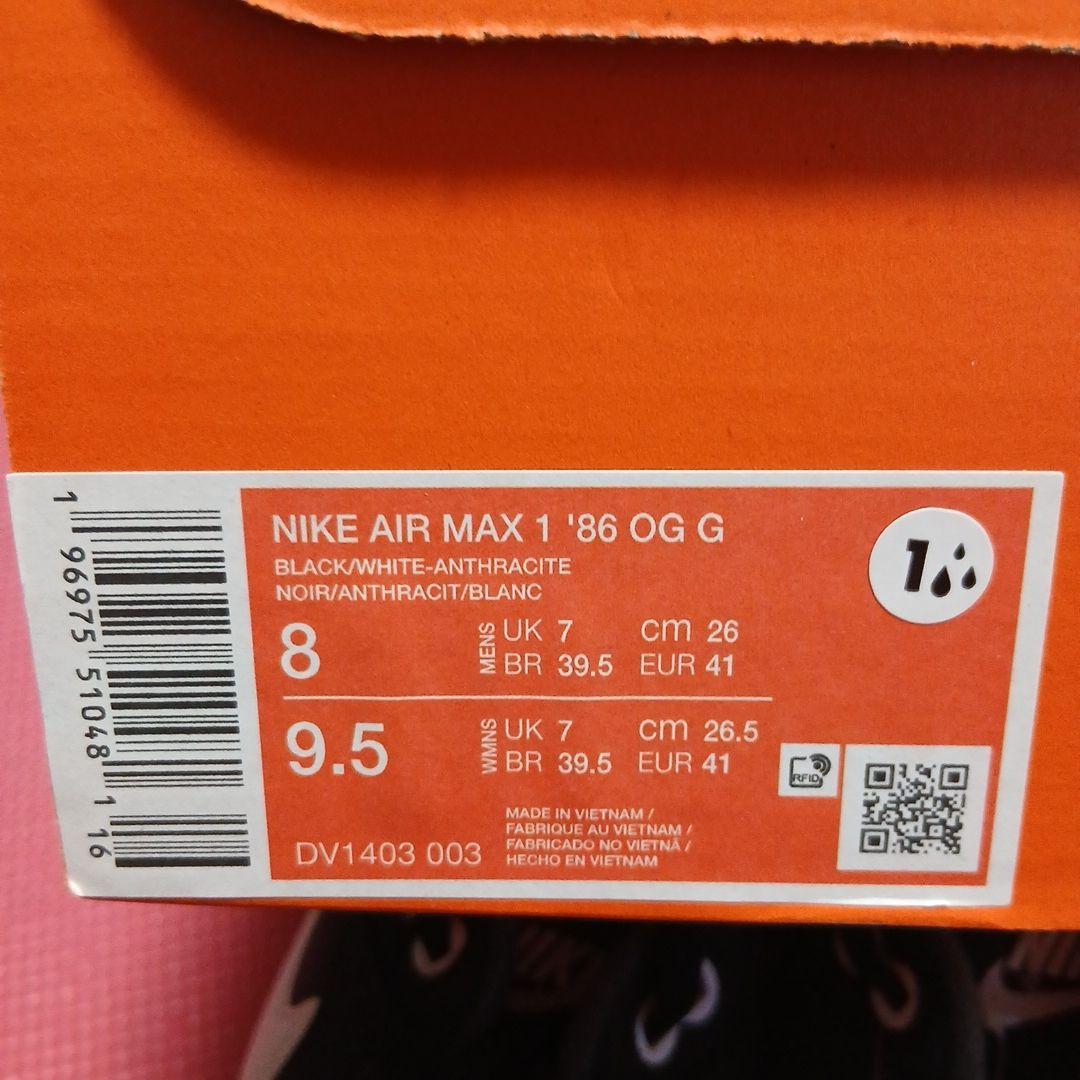 NIKE AIR MAX 1 '86 OG G
BLACK/WHITE-ANTHRACITE
NOIR/ANTHRACIT/BLANC
8
MENS
UK 7 cm 26
BR 39.5 EUR 41
9.5
WMNS
UK 7 cm 26.5
BR 39.5 EUR 41
MADE IN VIETNAM /
FABRIQUE AU VIETNAM /
FABRICADO NO VIETNÃ /
HECHO EN VIETNAM
DV1403 003
1 96975 51048 1 16
1
RFID